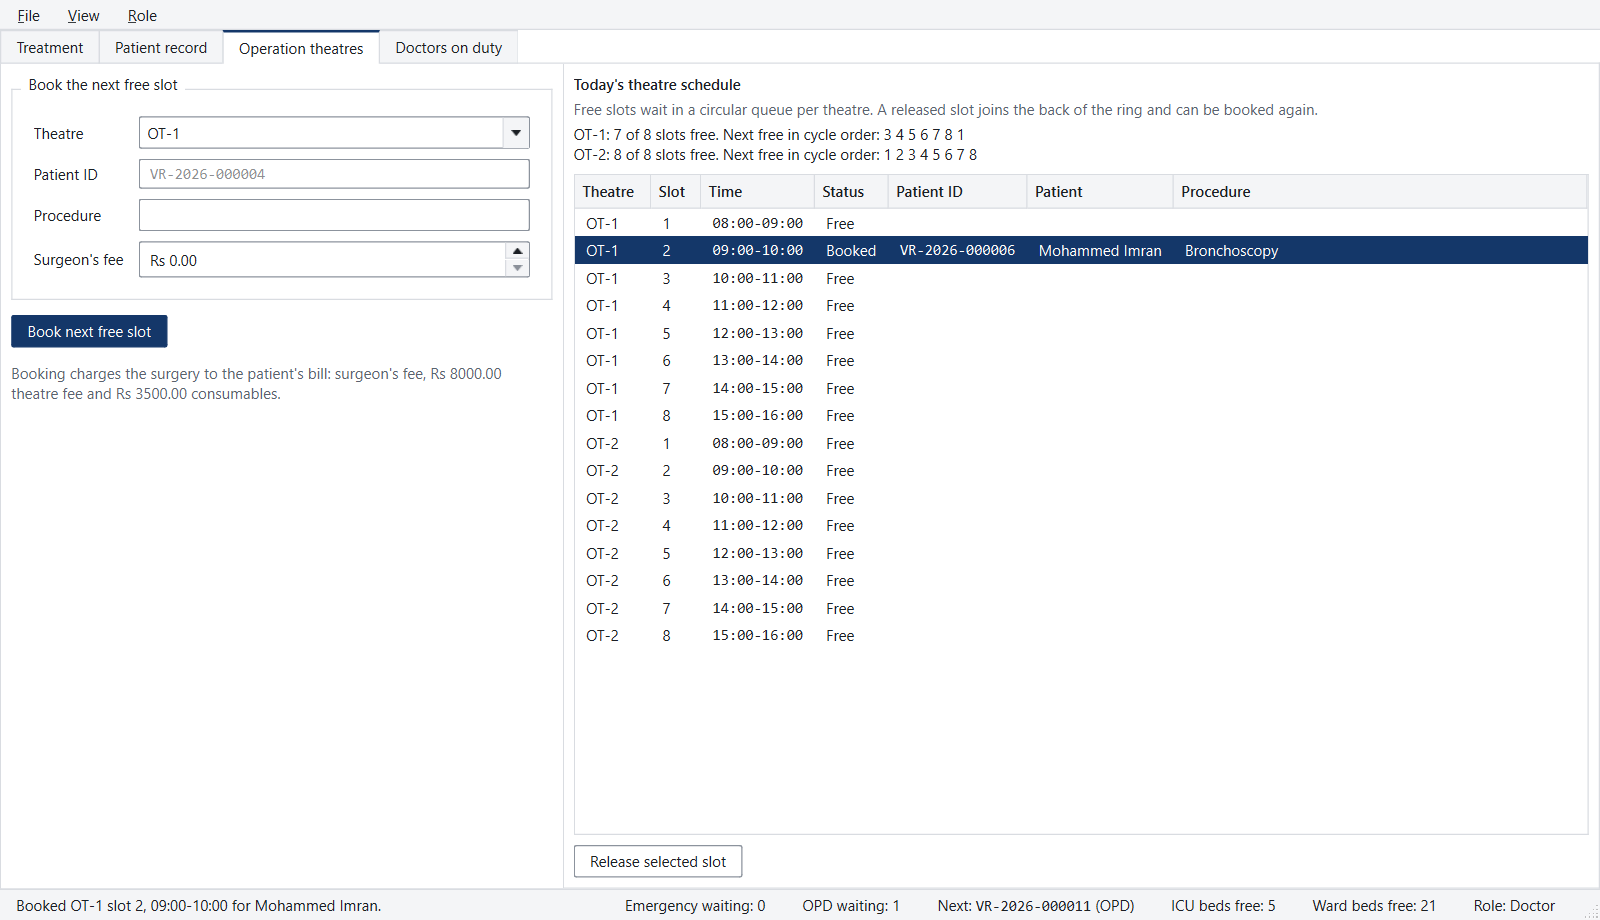 File View Role
Treatment Patient record Operation theatres Doctors on duty
Book the next free slot
Theatre OT-1
Patient ID VR-2026-000004
Procedure
Surgeon's fee Rs 0.00
Book next free slot
Booking charges the surgery to the patient's bill: surgeon's fee, Rs 8000.00
theatre fee and Rs 3500.00 consumables.
Today's theatre schedule
Free slots wait in a circular queue per theatre. A released slot joins the back of the ring and can be booked again.
OT-1: 7 of 8 slots free. Next free in cycle order: 3 4 5 6 7 8 1
OT-2: 8 of 8 slots free. Next free in cycle order: 1 2 3 4 5 6 7 8
Theatre Slot Time Status Patient ID Patient Procedure
OT-1 1 08:00-09:00 Free
OT-1 2 09:00-10:00 Booked VR-2026-000006 Mohammed Imran Bronchoscopy
OT-1 3 10:00-11:00 Free
OT-1 4 11:00-12:00 Free
OT-1 5 12:00-13:00 Free
OT-1 6 13:00-14:00 Free
OT-1 7 14:00-15:00 Free
OT-1 8 15:00-16:00 Free
OT-2 1 08:00-09:00 Free
OT-2 2 09:00-10:00 Free
OT-2 3 10:00-11:00 Free
OT-2 4 11:00-12:00 Free
OT-2 5 12:00-13:00 Free
OT-2 6 13:00-14:00 Free
OT-2 7 14:00-15:00 Free
OT-2 8 15:00-16:00 Free
Release selected slot
Booked OT-1 slot 2, 09:00-10:00 for Mohammed Imran. Emergency waiting: 0 OPD waiting: 1 Next: VR-2026-000011 (OPD) ICU beds free: 5 Ward beds free: 21 Role: Doctor